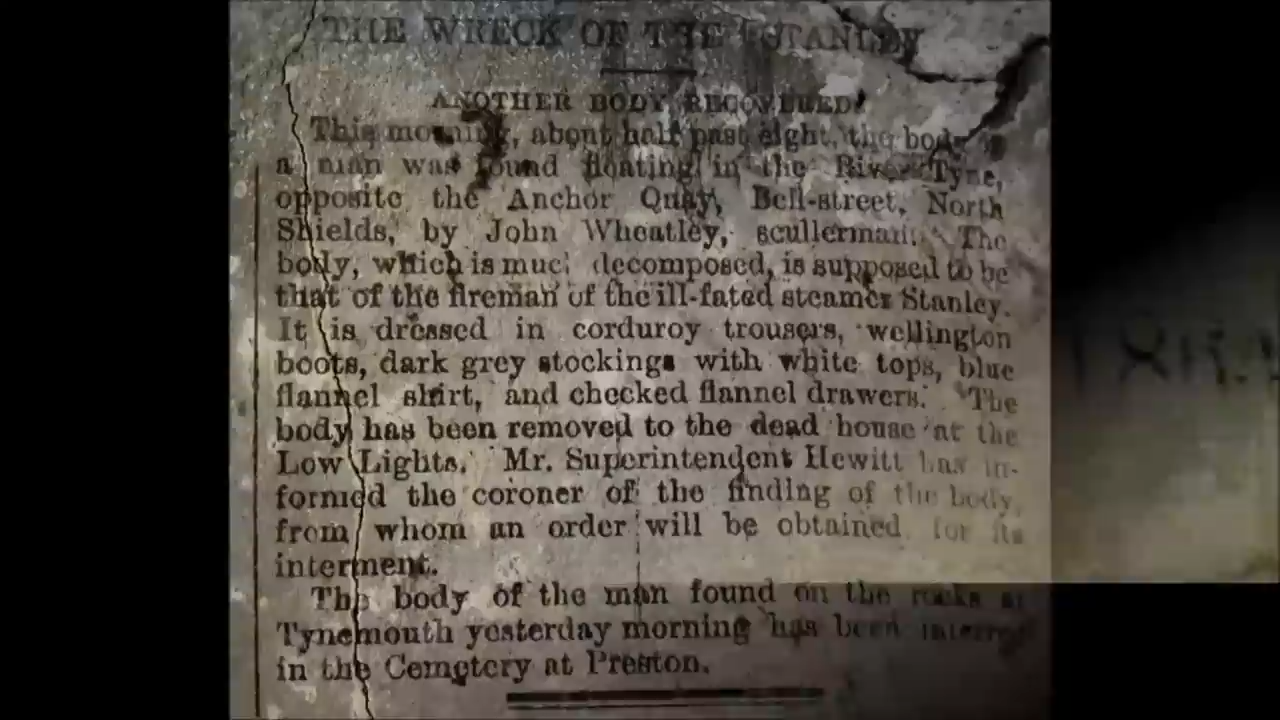 THE WRECK OF THE STANLEY
ANOTHER BODY RECOVERED.
This morning, about half past eight, the body of
a man was found floating in the River Tyne,
opposite the Anchor Quay, Bell-street, North
Shields, by John Wheatley, scullerman. The
body, which is much decomposed, is supposed to be
that of the fireman of the ill-fated steamer Stanley.
It is dressed in corduroy trousers, wellington
boots, dark grey stockings with white tops, blue
flannel shirt, and checked flannel drawers. The
body has been removed to the dead house at the
Low Lights. Mr. Superintendent Hewitt has in-
formed the coroner of the finding of the body,
from whom an order will be obtained for its
interment.
The body of the man found on the rocks at
Tynemouth yesterday morning has been interred
in the Cemetery at Preston.